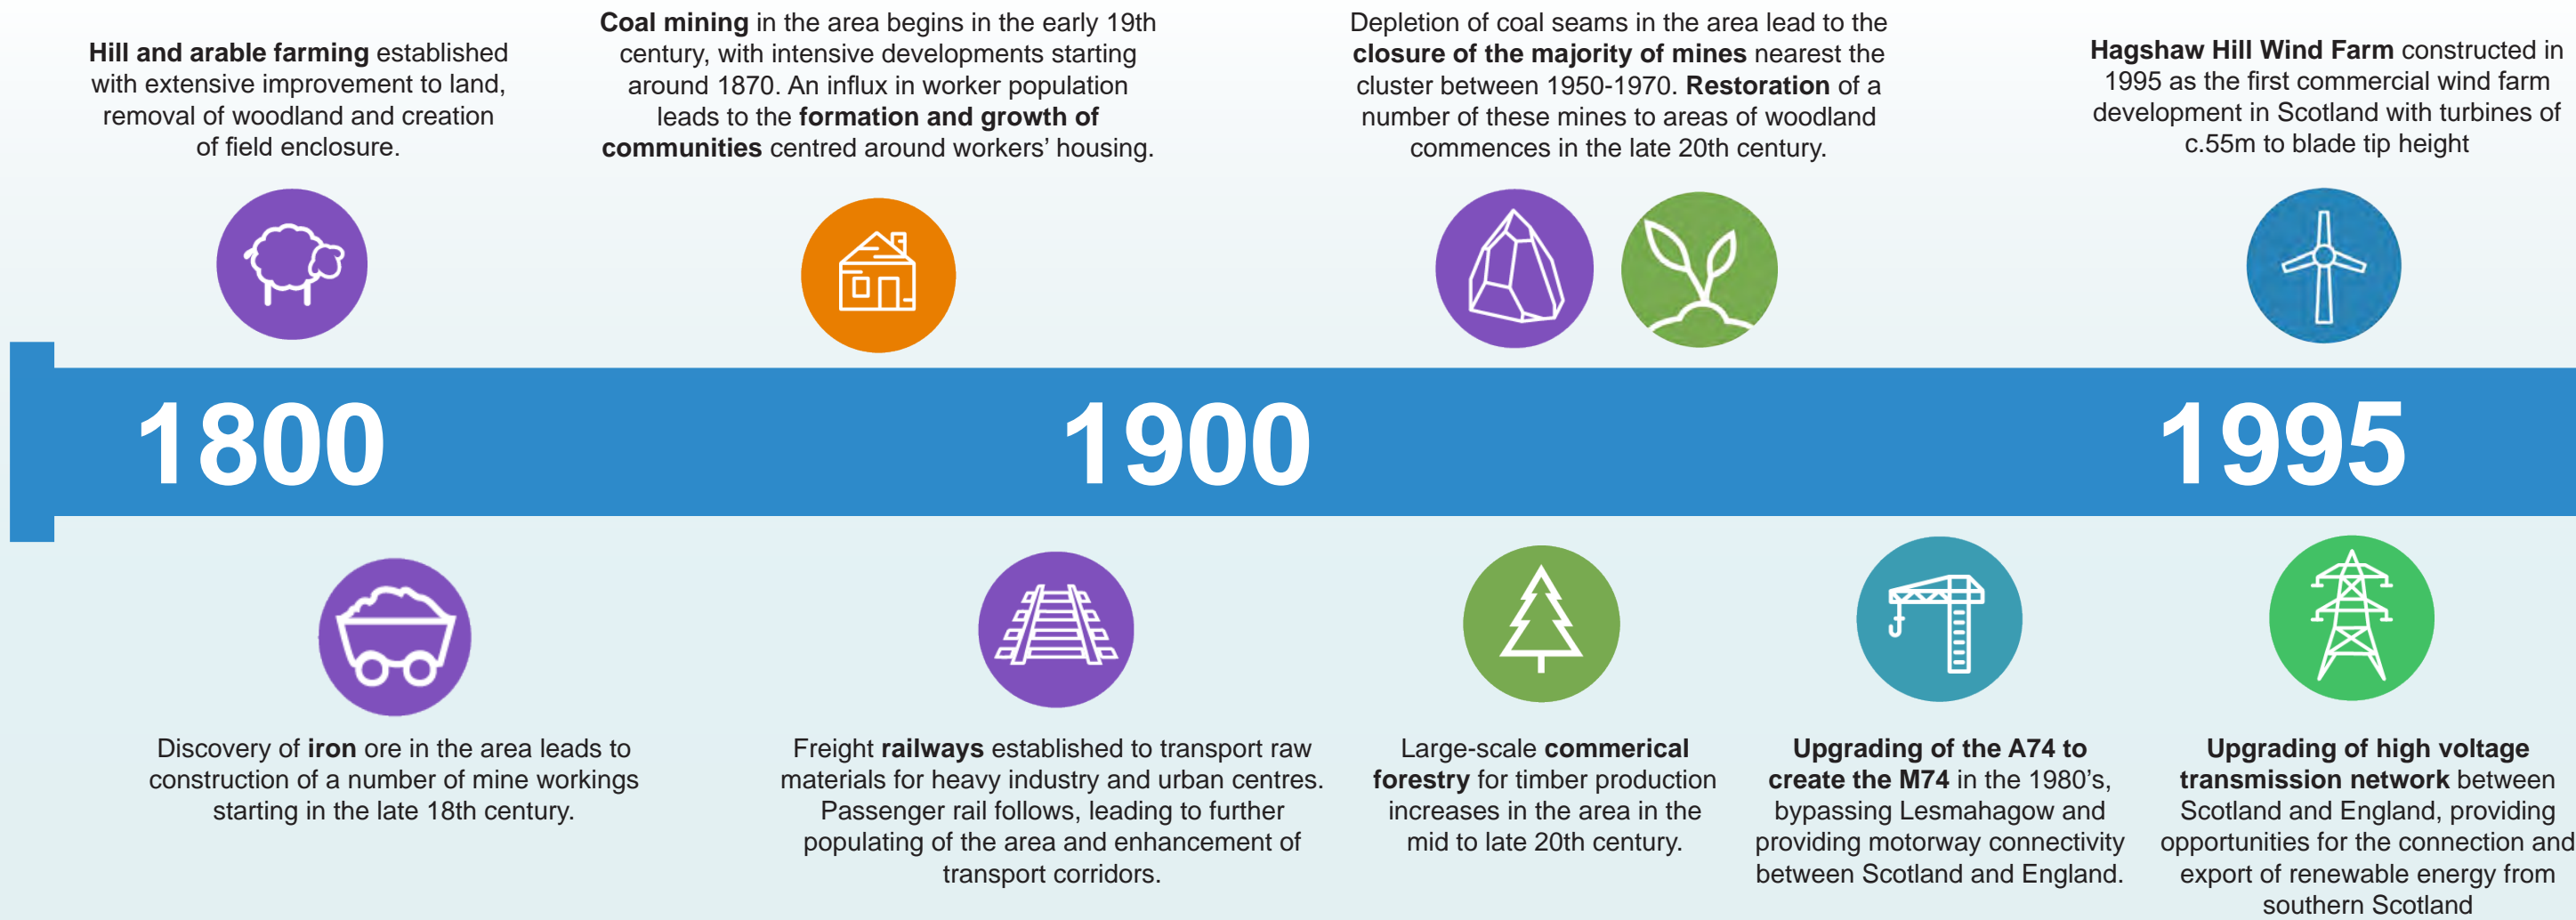 Hill and arable farming established
with extensive improvement to land,
removal of woodland and creation
of field enclosure.
Coal mining in the area begins in the early 19th
century, with intensive developments starting
around 1870. An influx in worker population
leads to the formation and growth of
communities centred around workers’ housing.
Depletion of coal seams in the area lead to the
closure of the majority of mines nearest the
cluster between 1950-1970. Restoration of a
number of these mines to areas of woodland
commences in the late 20th century.
Hagshaw Hill Wind Farm constructed in
1995 as the first commercial wind farm
development in Scotland with turbines of
c.55m to blade tip height
1800
1900
1995
Discovery of iron ore in the area leads to
construction of a number of mine workings
starting in the late 18th century.
Freight railways established to transport raw
materials for heavy industry and urban centres.
Passenger rail follows, leading to further
populating of the area and enhancement of
transport corridors.
Large-scale commerical
forestry for timber production
increases in the area in the
mid to late 20th century.
Upgrading of the A74 to
create the M74 in the 1980’s,
bypassing Lesmahagow and
providing motorway connectivity
between Scotland and England.
Upgrading of high voltage
transmission network between
Scotland and England, providing
opportunities for the connection and
export of renewable energy from
southern Scotland